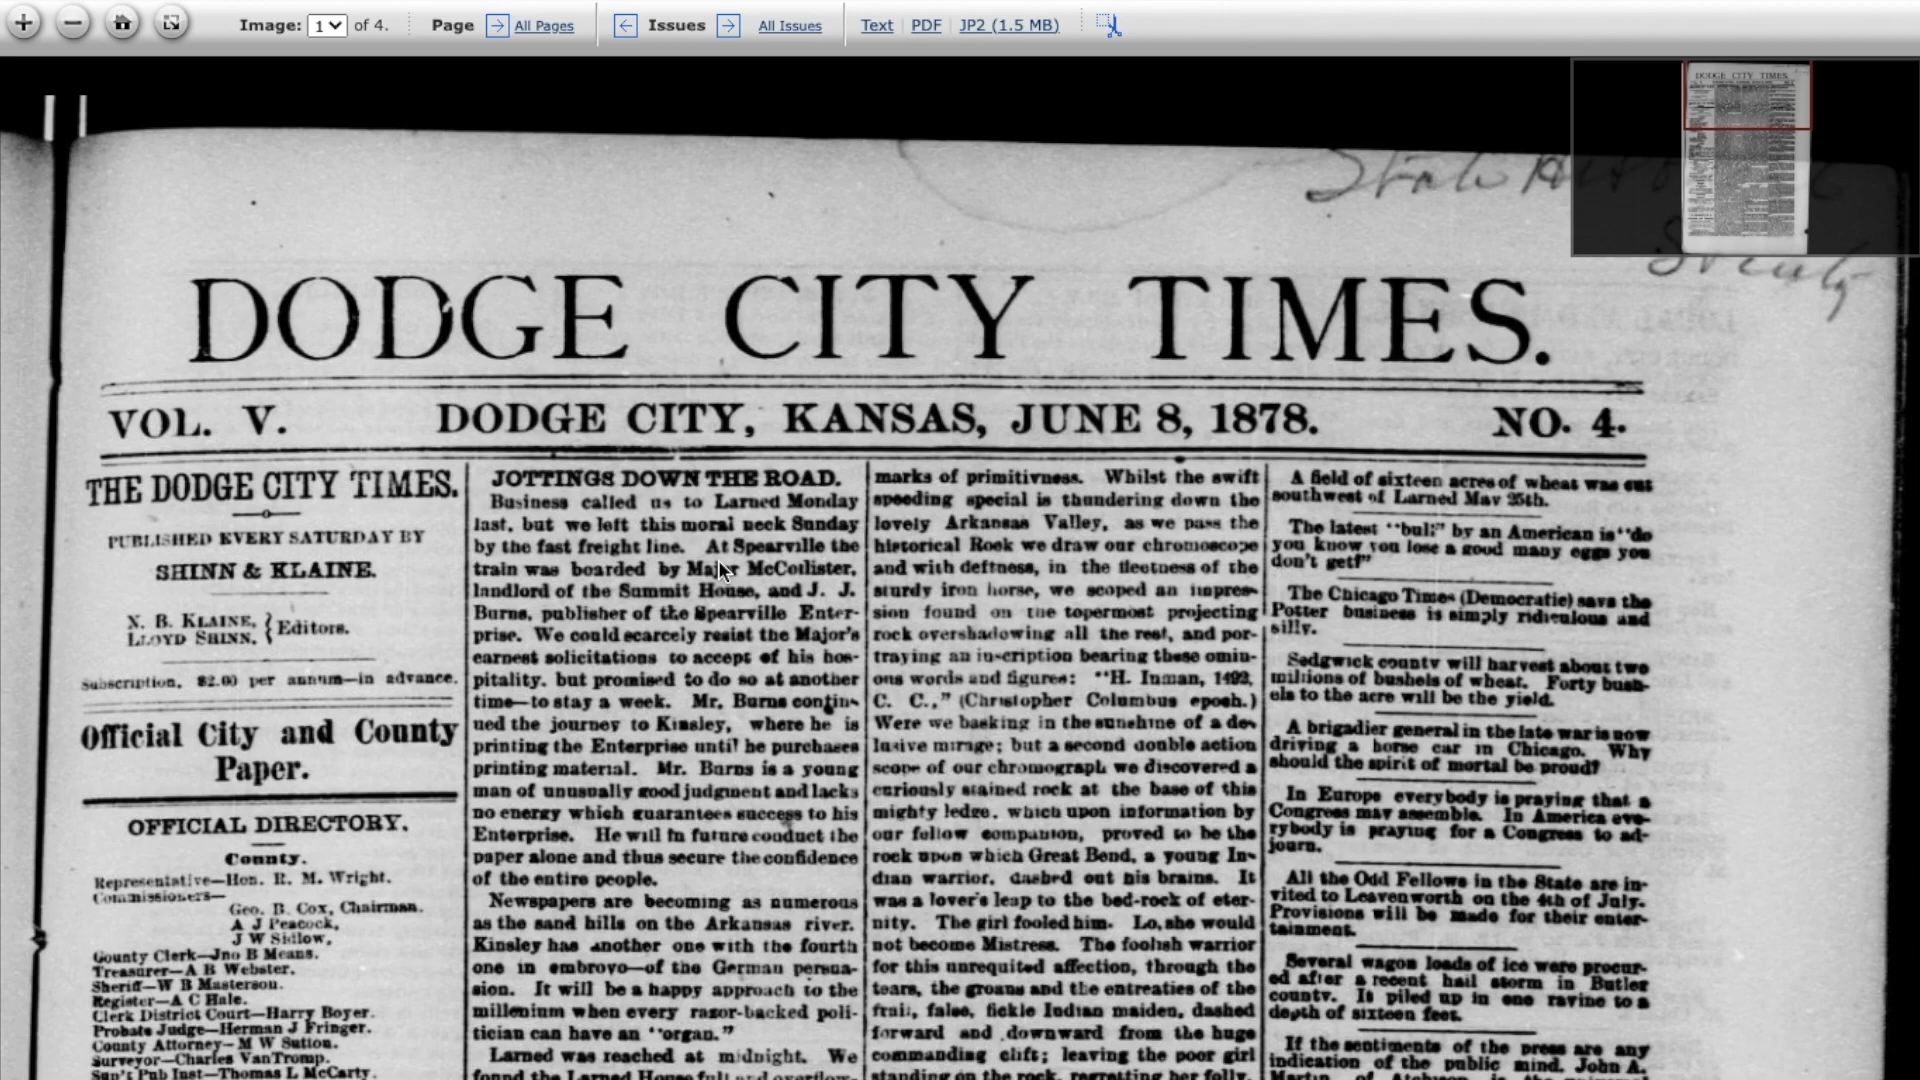 Image: 1 of 4. Page All Pages Issues All Issues Text PDF JP2 (1.5 MB)
DODGE CITY TIMES.
VOL. V. DODGE CITY, KANSAS, JUNE 8, 1878. NO. 4.
THE DODGE CITY TIMES.
PUBLISHED EVERY SATURDAY BY
SHINN & KLAINE.
N. B. KLAINE,
LLOYD SHINN, } Editors.
Subscription, $2.00 per annum—in advance.
Official City and County
Paper.
OFFICIAL DIRECTORY.
County.
Representative—Hon. R. M. Wright.
Commissioners—
Geo. B. Cox, Chairman.
A J Peacock,
J W Sidlow,
County Clerk—Jno B Means.
Treasurer—A B Webster.
Sheriff—W B Masterson.
Register—A C Hale.
Clerk District Court—Harry Boyer.
Probate Judge—Herman J Fringer.
County Attorney—M W Sutton.
Surveyor—Charles VanTromp.
Sup't Pub Inst—Thomas L McCarty.
JOTTINGS DOWN THE ROAD.
Business called us to Larned Monday
last, but we left this moral neck Sunday
by the fast freight line. At Spearville the
train was boarded by Major McCollister,
landlord of the Summit House, and J. J.
Burns, publisher of the Spearville Enter-
prise. We could scarcely resist the Major's
earnest solicitations to accept of his hos-
pitality, but promised to do so at another
time—to stay a week. Mr. Burns contin-
ued the journey to Kinsley, where he is
printing the Enterprise until he purchases
printing material. Mr. Burns is a young
man of unusually good judgment and lacks
no energy which guarantees success to his
Enterprise. He will in future conduct the
paper alone and thus secure the confidence
of the entire people.
Newspapers are becoming as numerous
as the sand hills on the Arkansas river.
Kinsley has another one with the fourth
one in embroyo—of the German persua-
sion. It will be a happy approach to the
millenium when every razor-backed poli-
tician can have an "organ."
Larned was reached at midnight. We
found the Larned House full and overflow-
marks of primitivness. Whilst the swift
speeding special is thundering down the
lovely Arkansas Valley, as we pass the
historical Rock we draw our chromoscope
and with deftness, in the fleetness of the
sturdy iron horse, we scoped an impres-
sion found on the topermost projecting
rock overshadowing all the rest, and por-
traying an inscription bearing these omin-
ous words and figures: "H. Inman, 1492,
C. C.," (Christopher Columbus epoch.)
Were we basking in the sunshine of a de-
lusive mirage; but a second double action
scope of our chromograph we discovered a
curiously stained rock at the base of this
mighty ledge, which upon information by
our fellow companion, proved to be the
rock upon which Great Bend, a young In-
dian warrior, dashed out his brains. It
was a lover's leap to the bed-rock of eter-
nity. The girl fooled him. Lo, she would
not become Mistress. The foolish warrior
for this unrequited affection, through the
tears, the groans and the entreaties of the
frail, false, fickle Indian maiden, dashed
forward and downward from the huge
commanding clift; leaving the poor girl
standing on the rock, regretting her folly.
A field of sixteen acres of wheat was cut
southwest of Larned May 25th.
The latest "bull" by an American is "do
you know you lose a good many eggs you
don't get?"
The Chicago Times (Democratic) says the
Potter business is simply ridiculous and
silly.
Sedgwick county will harvest about two
millions of bushels of wheat. Forty bush-
els to the acre will be the yield.
A brigadier general in the late war is now
driving a horse car in Chicago. Why
should the spirit of mortal be proud?
In Europe everybody is praying that a
Congress may assemble. In America eve-
rybody is praying for a Congress to ad-
journ.
All the Odd Fellows in the State are in-
vited to Leavenworth on the 4th of July.
Provisions will be made for their enter-
tainment.
Several wagon loads of ice were procur-
ed after a recent hail storm in Butler
county. It piled up in one ravine to a
depth of sixteen feet.
If the sentiments of the press are any
indication of the public mind, John A.